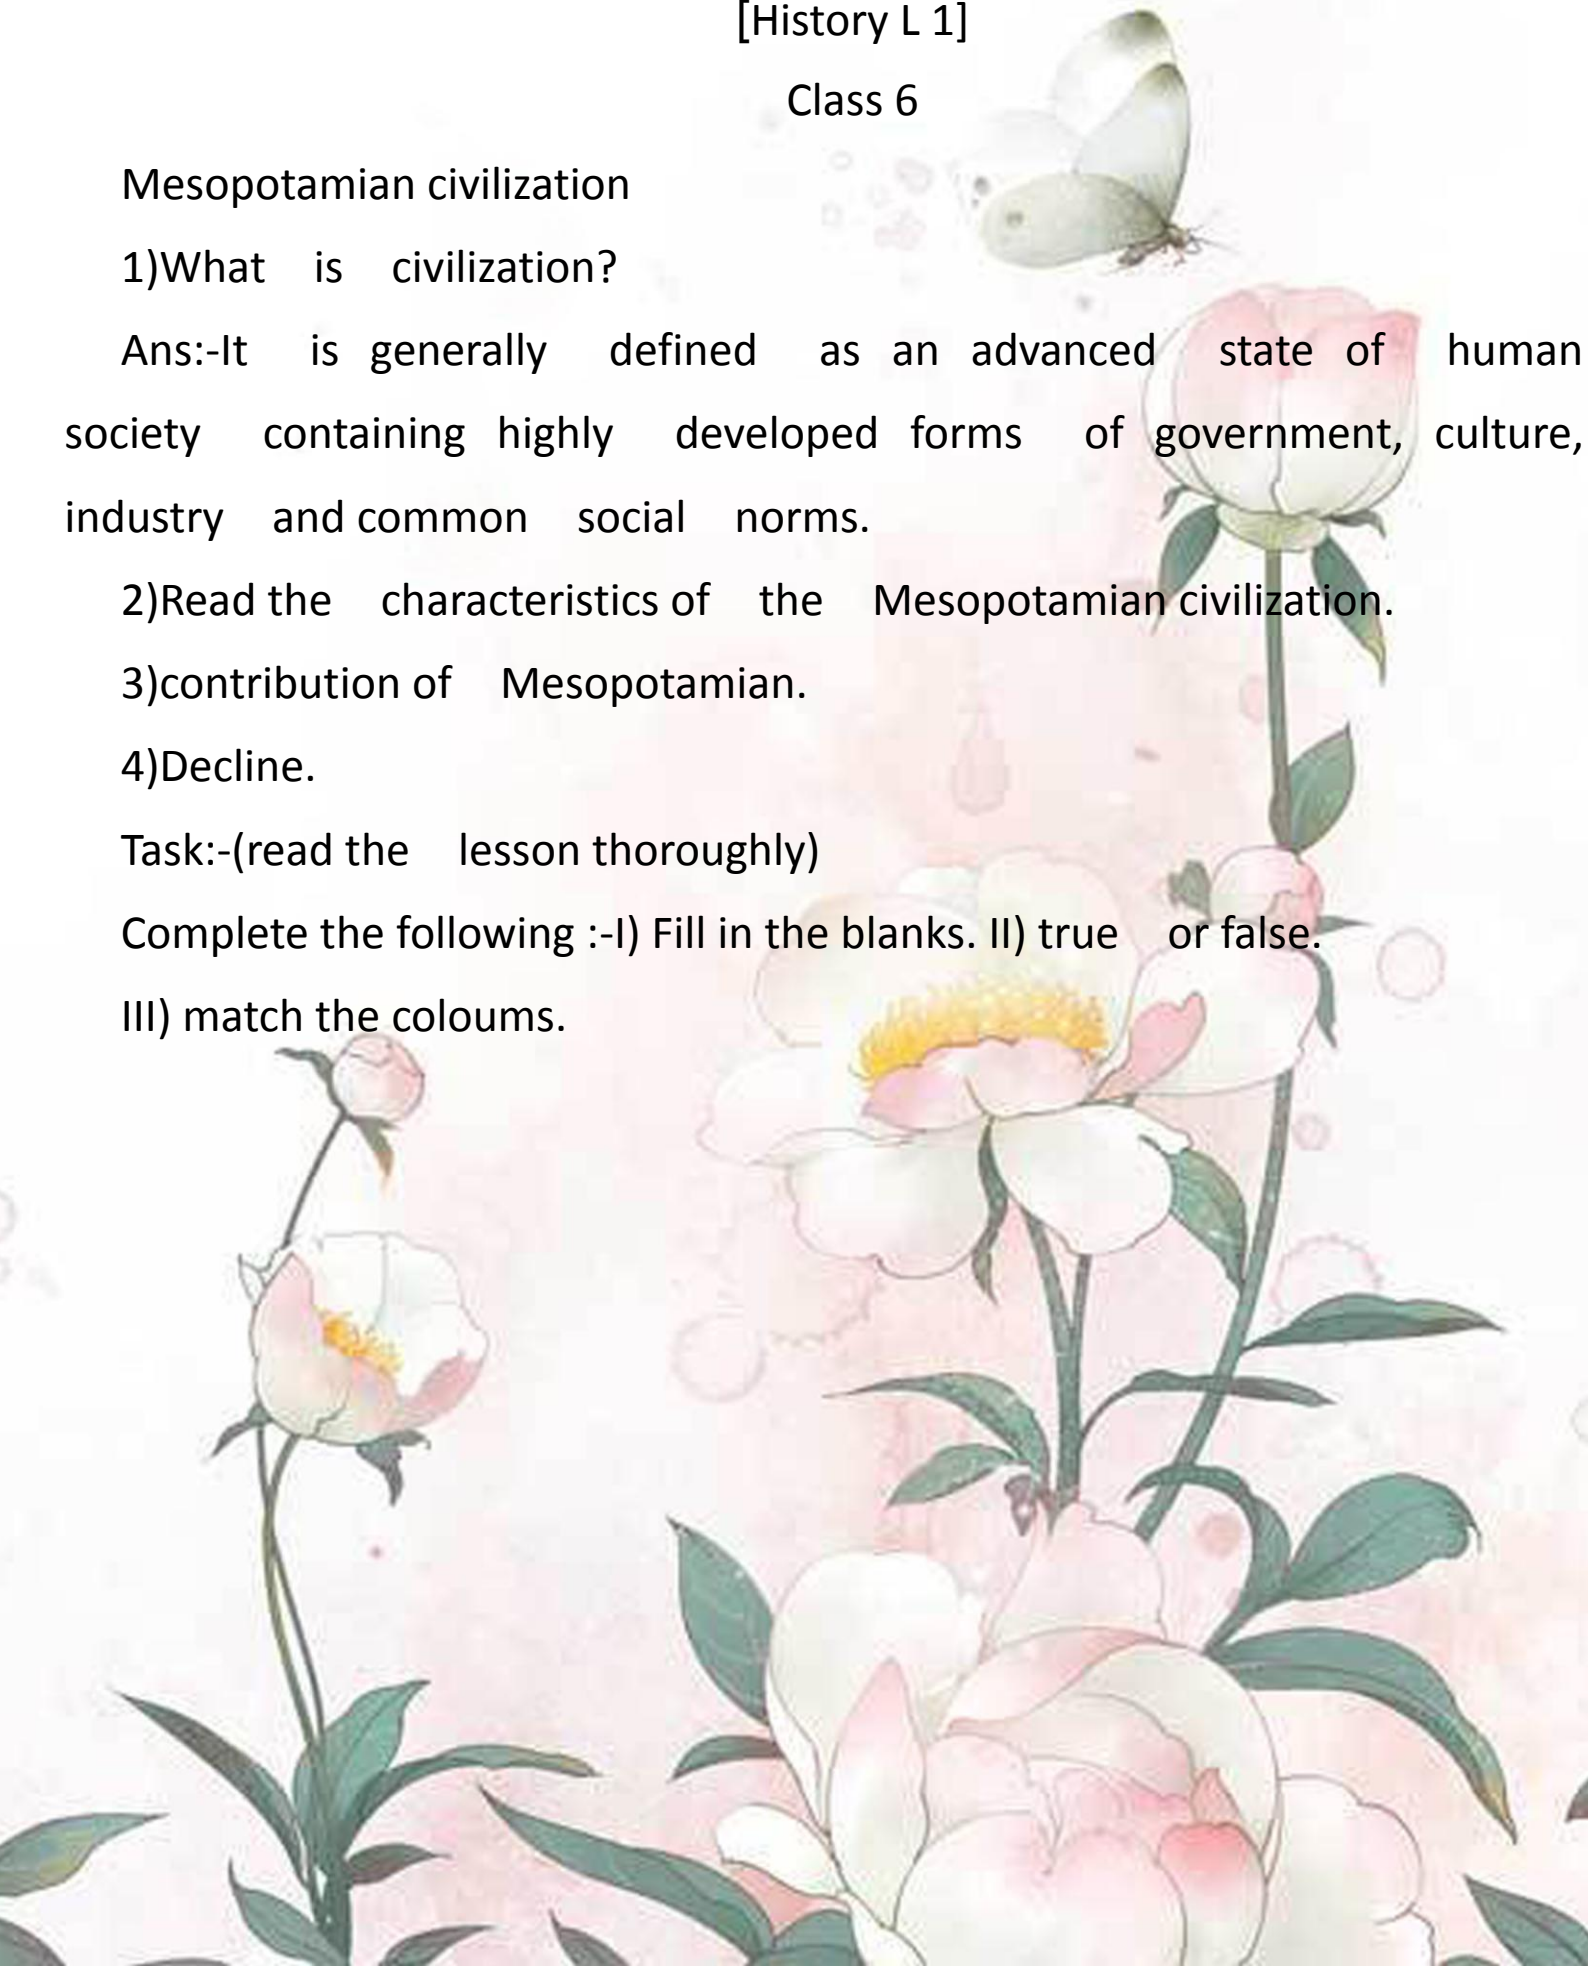 [History L 1]
Class 6
Mesopotamian civilization
1)What is civilization?
Ans:-It is generally defined as an advanced state of human
society containing highly developed forms of government, culture,
industry and common social norms.
2)Read the characteristics of the Mesopotamian civilization.
3)contribution of Mesopotamian.
4)Decline.
Task:-(read the lesson thoroughly)
Complete the following :-I) Fill in the blanks. II) true or false.
III) match the coloums.